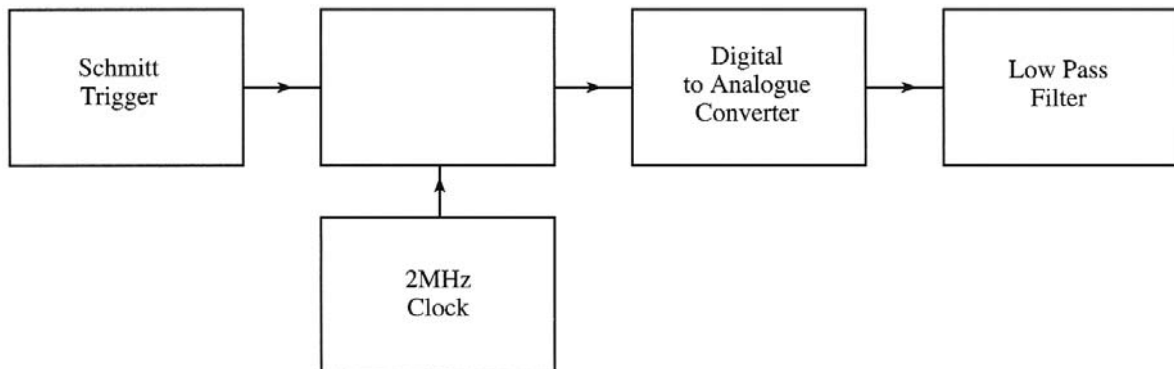 Schmitt
Trigger
Digital
to Analogue
Converter
Low Pass
Filter
2MHz
Clock